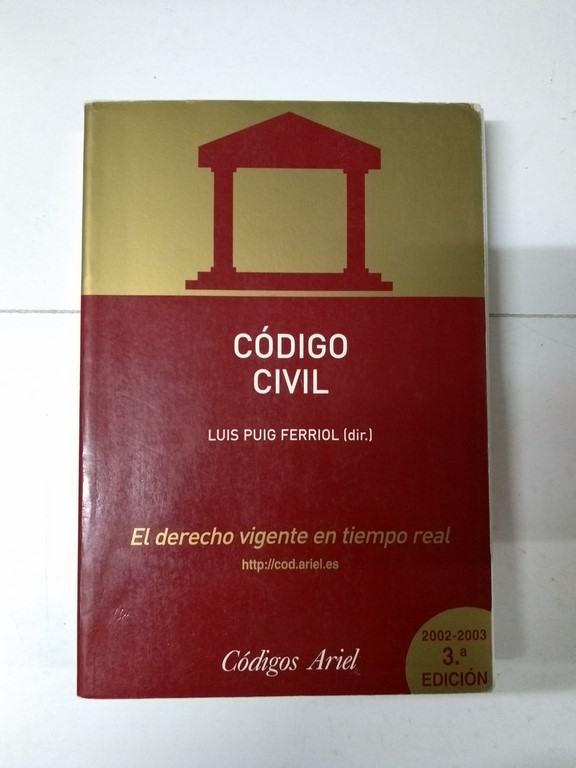 CÓDIGO
CIVIL
LUIS PUIG FERRIOL (dir.)
El derecho vigente en tiempo real
http://cod.ariel.es
Códigos Ariel
2002-2003
3.ª
EDICIÓN